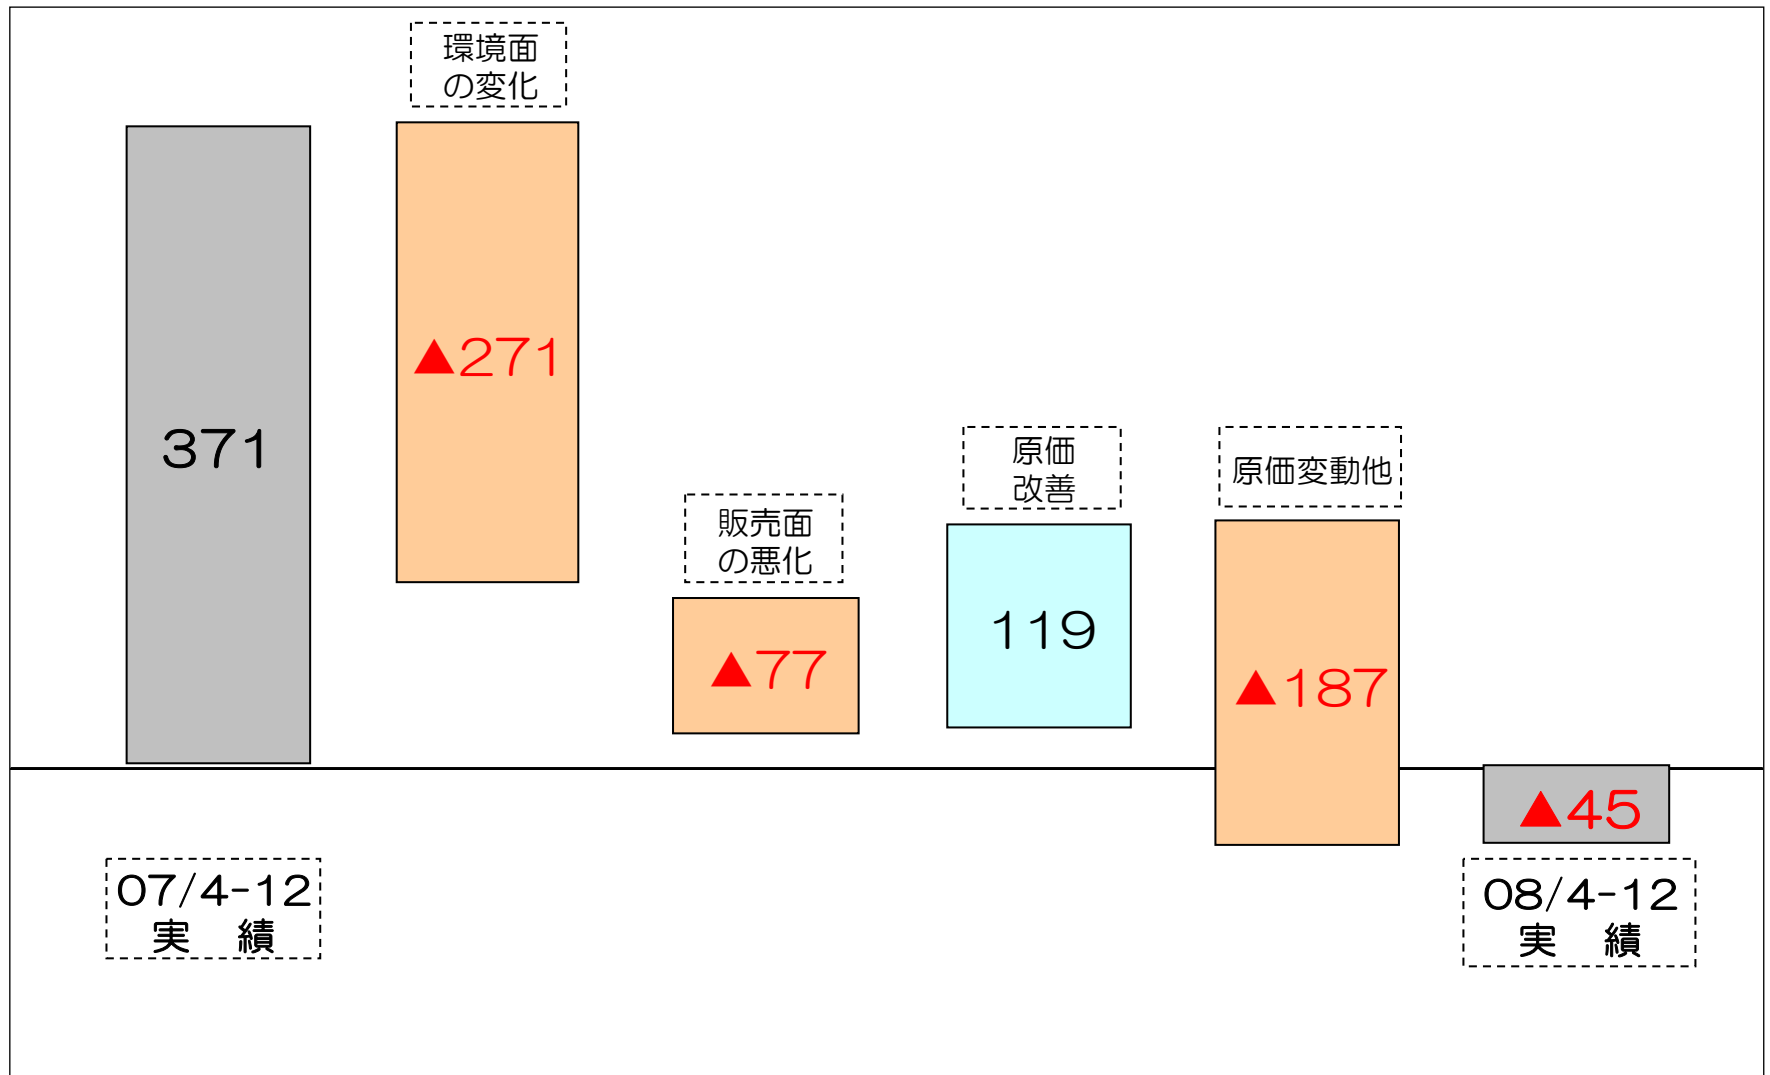 環境面
の変化
▲271
371
原価
改善
原価変動他
販売面
の悪化
119
▲77
▲187
▲45
07/4-12
実　績
08/4-12
実　績